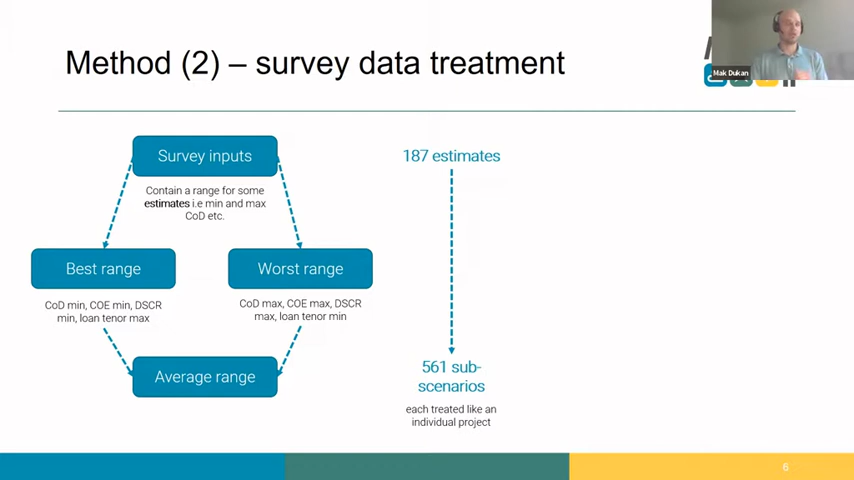 Method (2) – survey data treatment
Mak Dukan
Survey inputs
187 estimates
Contain a range for some
estimates i.e min and max
CoD etc.
Best range
Worst range
CoD min, COE min, DSCR
min, loan tenor max
CoD max, COE max, DSCR
max, loan tenor min
Average range
561 sub-
scenarios
each treated like an
individual project
6